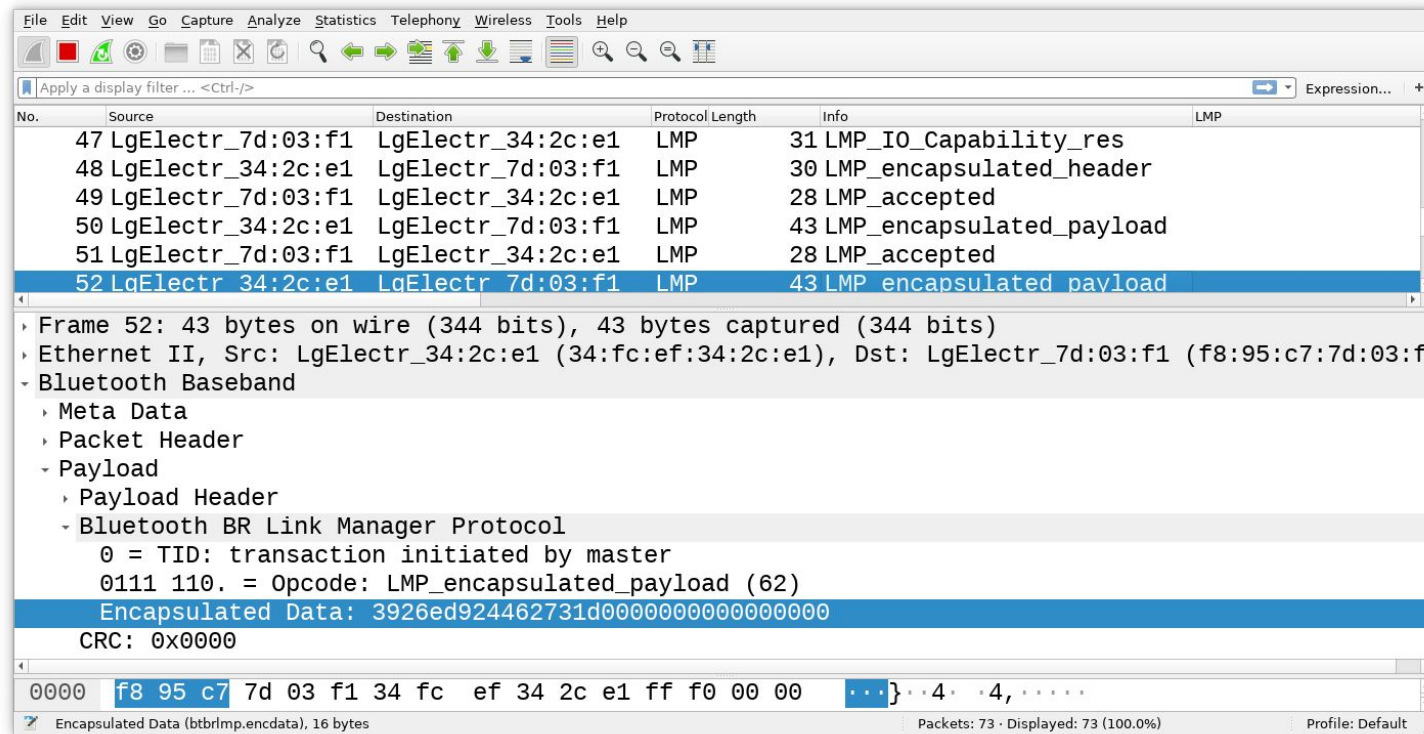 File Edit View Go Capture Analyze Statistics Telephony Wireless Tools Help
Apply a display filter ... <Ctrl-/> Expression... +
No. Source Destination Protocol Length Info LMP
47 LgElectr_7d:03:f1 LgElectr_34:2c:e1 LMP 31 LMP_IO_Capability_res
48 LgElectr_34:2c:e1 LgElectr_7d:03:f1 LMP 30 LMP_encapsulated_header
49 LgElectr_7d:03:f1 LgElectr_34:2c:e1 LMP 28 LMP_accepted
50 LgElectr_34:2c:e1 LgElectr_7d:03:f1 LMP 43 LMP_encapsulated_payload
51 LgElectr_7d:03:f1 LgElectr_34:2c:e1 LMP 28 LMP_accepted
52 LgElectr_34:2c:e1 LgElectr_7d:03:f1 LMP 43 LMP_encapsulated_payload
Frame 52: 43 bytes on wire (344 bits), 43 bytes captured (344 bits)
Ethernet II, Src: LgElectr_34:2c:e1 (34:fc:ef:34:2c:e1), Dst: LgElectr_7d:03:f1 (f8:95:c7:7d:03:f
Bluetooth Baseband
Meta Data
Packet Header
Payload
Payload Header
Bluetooth BR Link Manager Protocol
0 = TID: transaction initiated by master
0111 110. = Opcode: LMP_encapsulated_payload (62)
Encapsulated Data: 3926ed924462731d0000000000000000
CRC: 0x0000
0000 f8 95 c7 7d 03 f1 34 fc ef 34 2c e1 ff f0 00 00 ···}··4· ·4,·····
Encapsulated Data (btbrlmp.encdata), 16 bytes Packets: 73 · Displayed: 73 (100.0%) Profile: Default